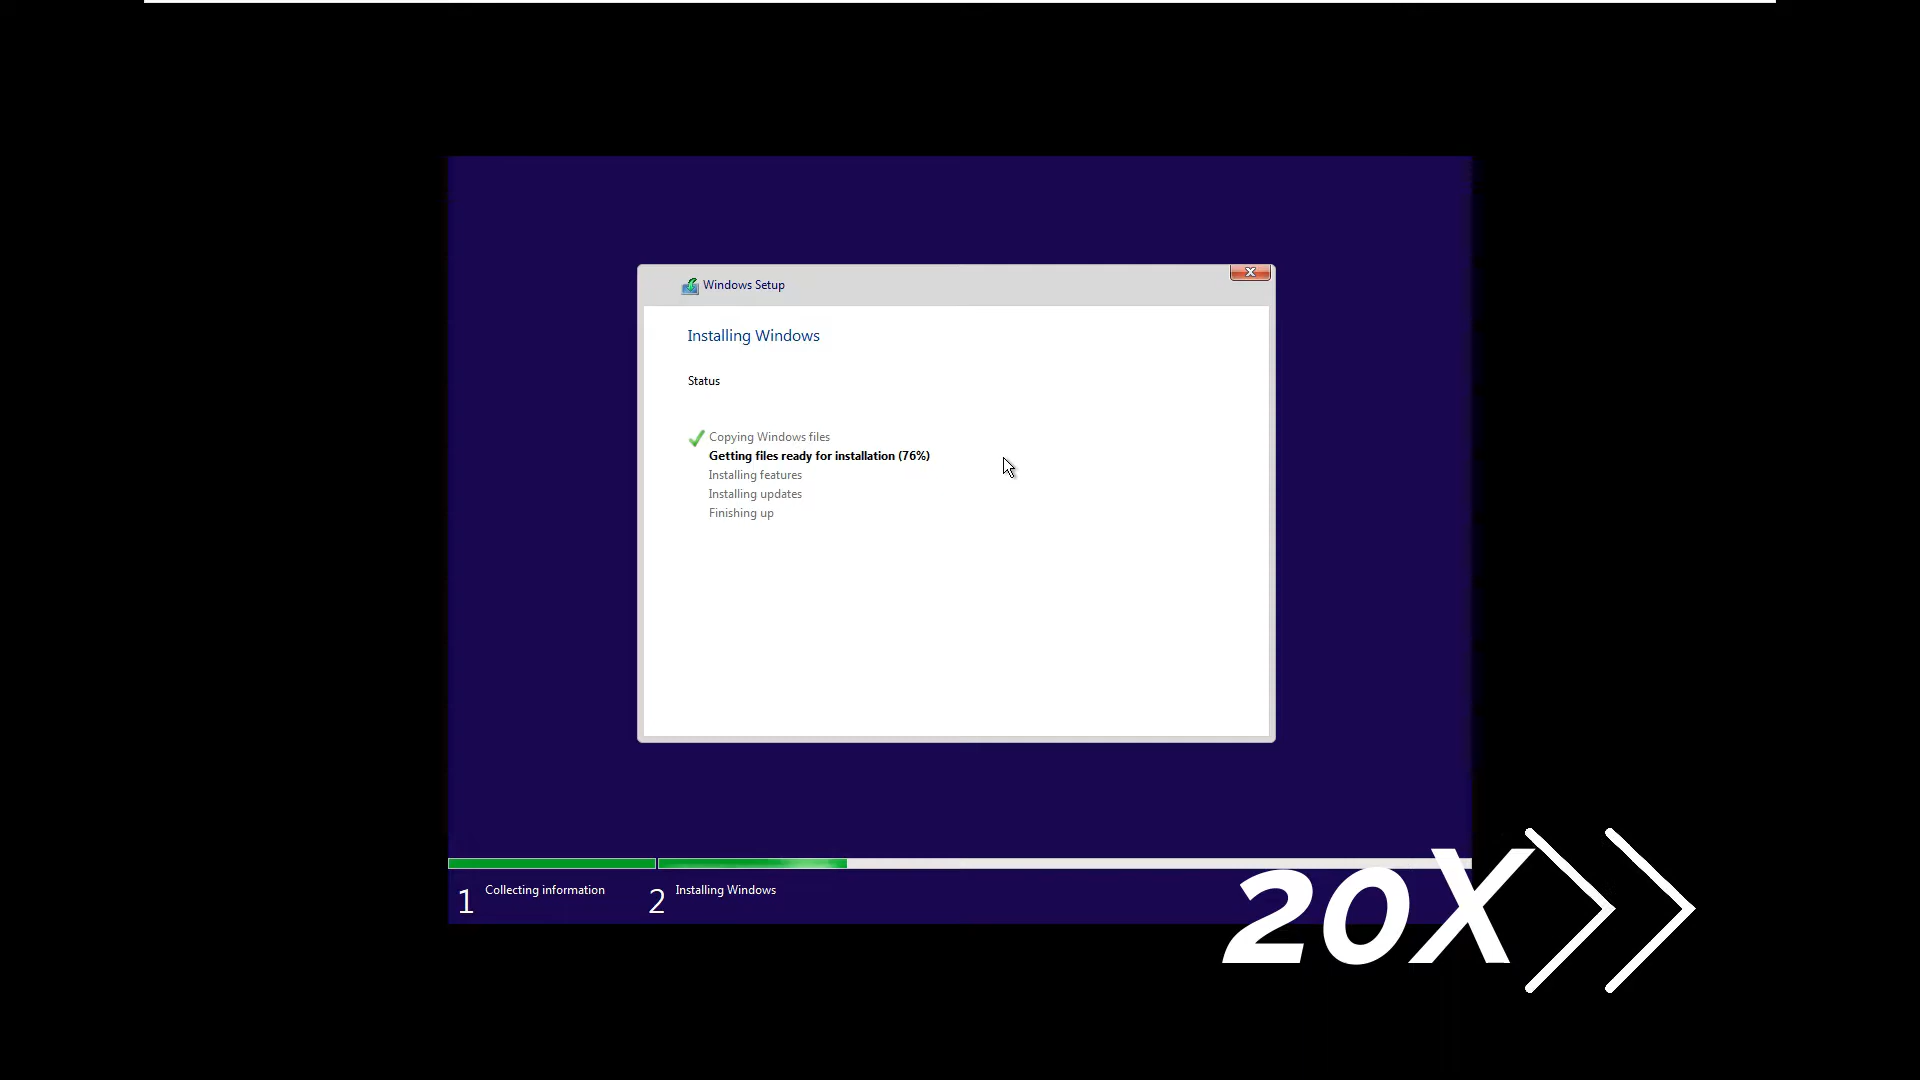 Windows Setup
Installing Windows
Status
Copying Windows files
Getting files ready for installation (76%)
Installing features
Installing updates
Finishing up
1 Collecting information
2 Installing Windows
20X